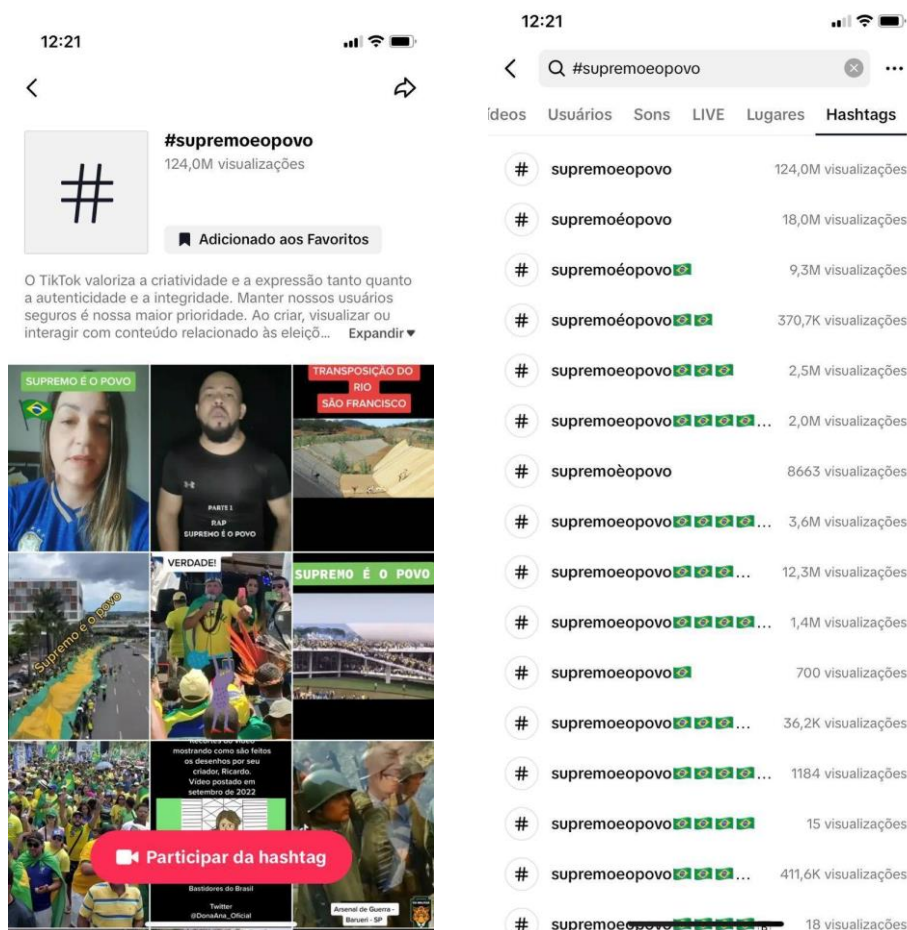 12:21
#supremoeopovo
124,0M visualizações
Adicionado aos Favoritos
O TikTok valoriza a criatividade e a expressão tanto quanto
a autenticidade e a integridade. Manter nossos usuários
seguros é nossa maior prioridade. Ao criar, visualizar ou
interagir com conteúdo relacionado às eleiçõ... Expandir
SUPREMO É O POVO
PARTE 1
RAP
SUPREMO É O POVO
TRANSPOSIÇÃO DO
RIO
SÃO FRANCISCO
Supremo é o povo
VERDADE!
SUPREMO É O POVO
mostrando como são feitos
os desenhos por seu
criador, Ricardo.
Vídeo postado em
setembro de 2022
Bastidores do Brasil
Twitter
@DonaAna_Oficial
Arsenal de Guerra -
Barueri - SP
Participar da hashtag
12:21
#supremoeopovo
ídeos Usuários Sons LIVE Lugares Hashtags
# supremoeopovo 124,0M visualizações
# supremoéopovo 18,0M visualizações
# supremoéopovo🇧🇷 9,3M visualizações
# supremoéopovo🇧🇷🇧🇷 370,7K visualizações
# supremoeopovo🇧🇷🇧🇷🇧🇷 2,5M visualizações
# supremoeopovo🇧🇷🇧🇷🇧🇷🇧🇷... 2,0M visualizações
# supremoèopovo 8663 visualizações
# supremoeopovo🇧🇷🇧🇷🇧🇷🇧🇷... 3,6M visualizações
# supremoeopovo🇧🇷🇧🇷🇧🇷... 12,3M visualizações
# supremoeopovo🇧🇷🇧🇷🇧🇷🇧🇷... 1,4M visualizações
# supremoeopovo🇧🇷 700 visualizações
# supremoeopovo🇧🇷🇧🇷🇧🇷... 36,2K visualizações
# supremoeopovo🇧🇷🇧🇷🇧🇷🇧🇷... 1184 visualizações
# supremoeopovo🇧🇷🇧🇷🇧🇷🇧🇷 15 visualizações
# supremoeopovo🇧🇷🇧🇷🇧🇷... 411,6K visualizações
# supremoeopovo🇧🇷🇧🇷🇧🇷🇧🇷 18 visualizações